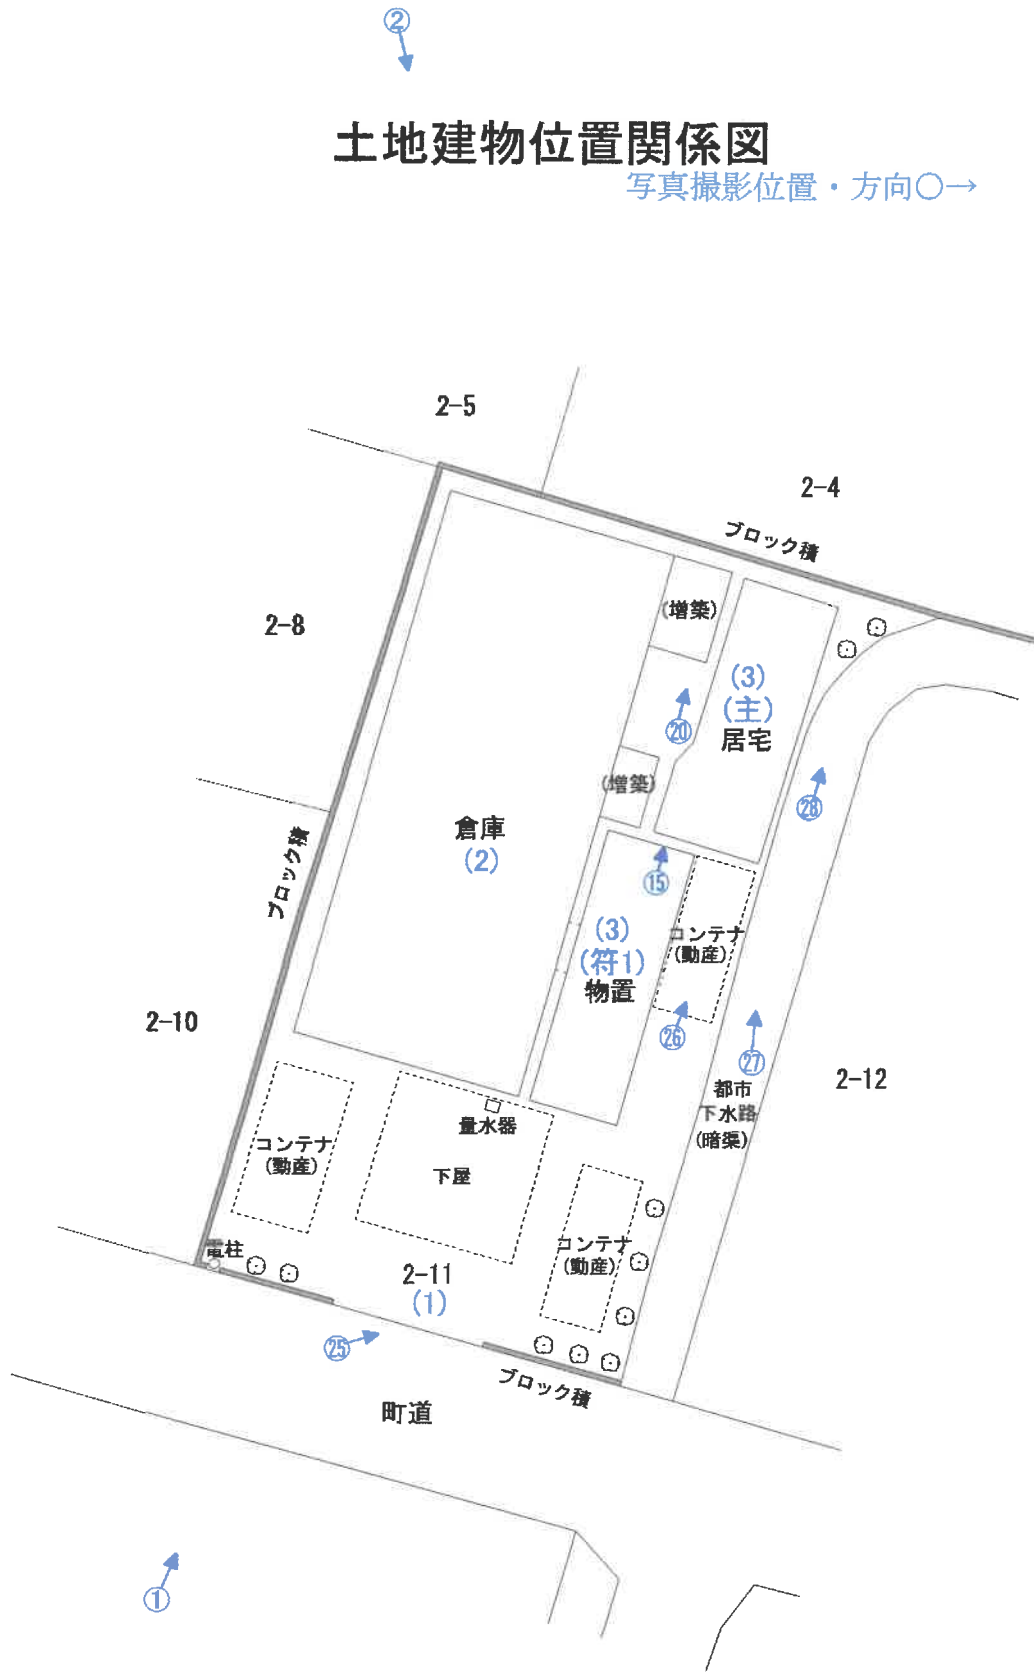 ②
土地建物位置関係図
写真撮影位置・方向○→
2-5
2-4
ブロック積
2-8
(増築)
(3)
(主)
居宅
⑳
(増築)
㉘
倉庫
(2)
ブロック積
⑮
(3)
(符1)
物置
コンテナ
(動産)
2-10
㉖
㉗
2-12
都市
下水路
(暗渠)
量水器
コンテナ
(動産)
下屋
電柱
コンテナ
(動産)
2-11
(1)
㉕
ブロック積
町道
①